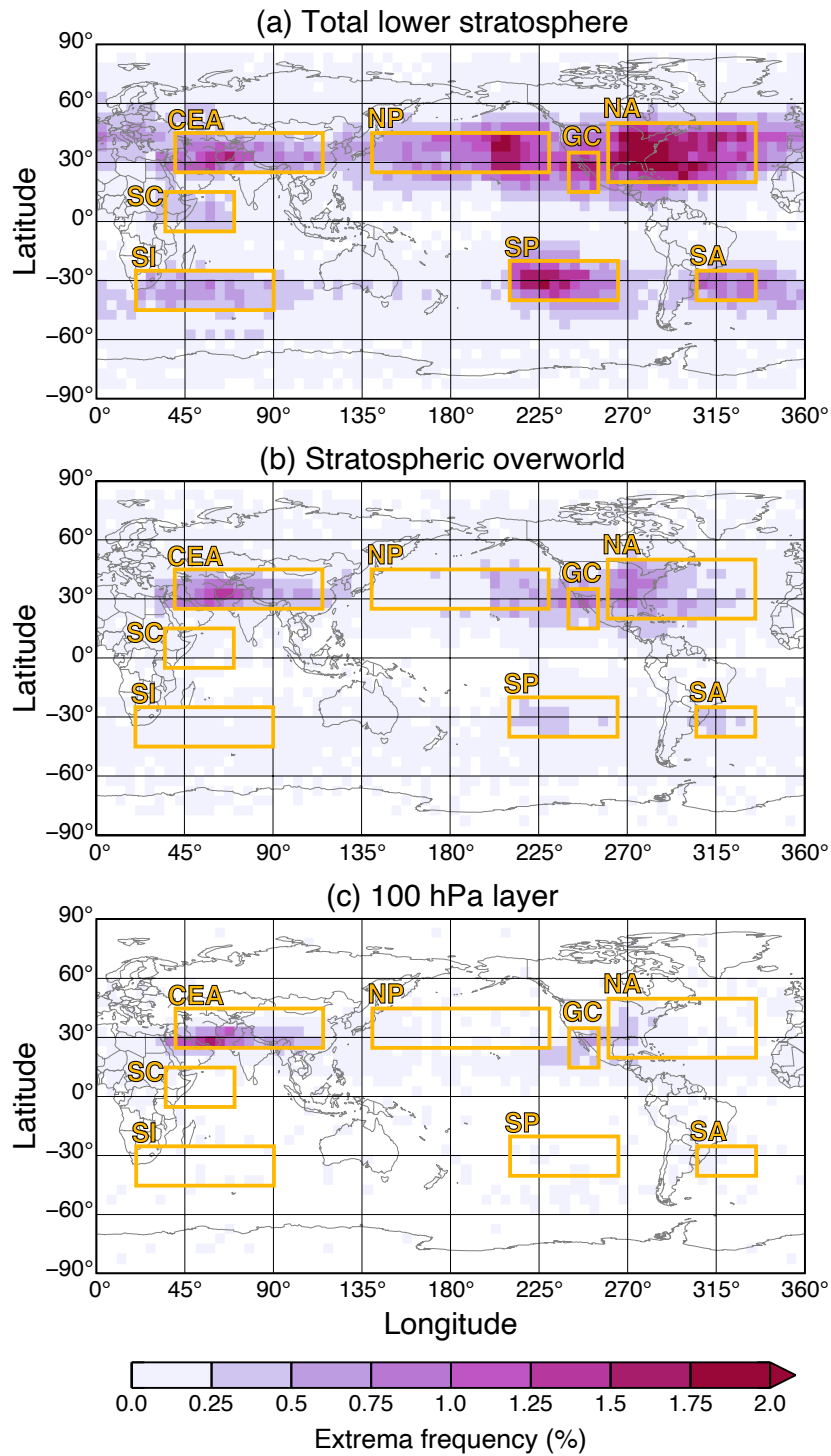 (a) Total lower stratosphere
90°
60°
30°
0°
−30°
−60°
−90°
Latitude
CEA
NP
GC
NA
SC
SI
SP
SA
0°
45°
90°
135°
180°
225°
270°
315°
360°
(b) Stratospheric overworld
90°
60°
30°
0°
−30°
−60°
−90°
Latitude
CEA
NP
GC
NA
SC
SI
SP
SA
0°
45°
90°
135°
180°
225°
270°
315°
360°
(c) 100 hPa layer
90°
60°
30°
0°
−30°
−60°
−90°
Latitude
CEA
NP
GC
NA
SC
SI
SP
SA
0°
45°
90°
135°
180°
225°
270°
315°
360°
Longitude
0.0
0.25
0.5
0.75
1.0
1.25
1.5
1.75
2.0
Extrema frequency (%)